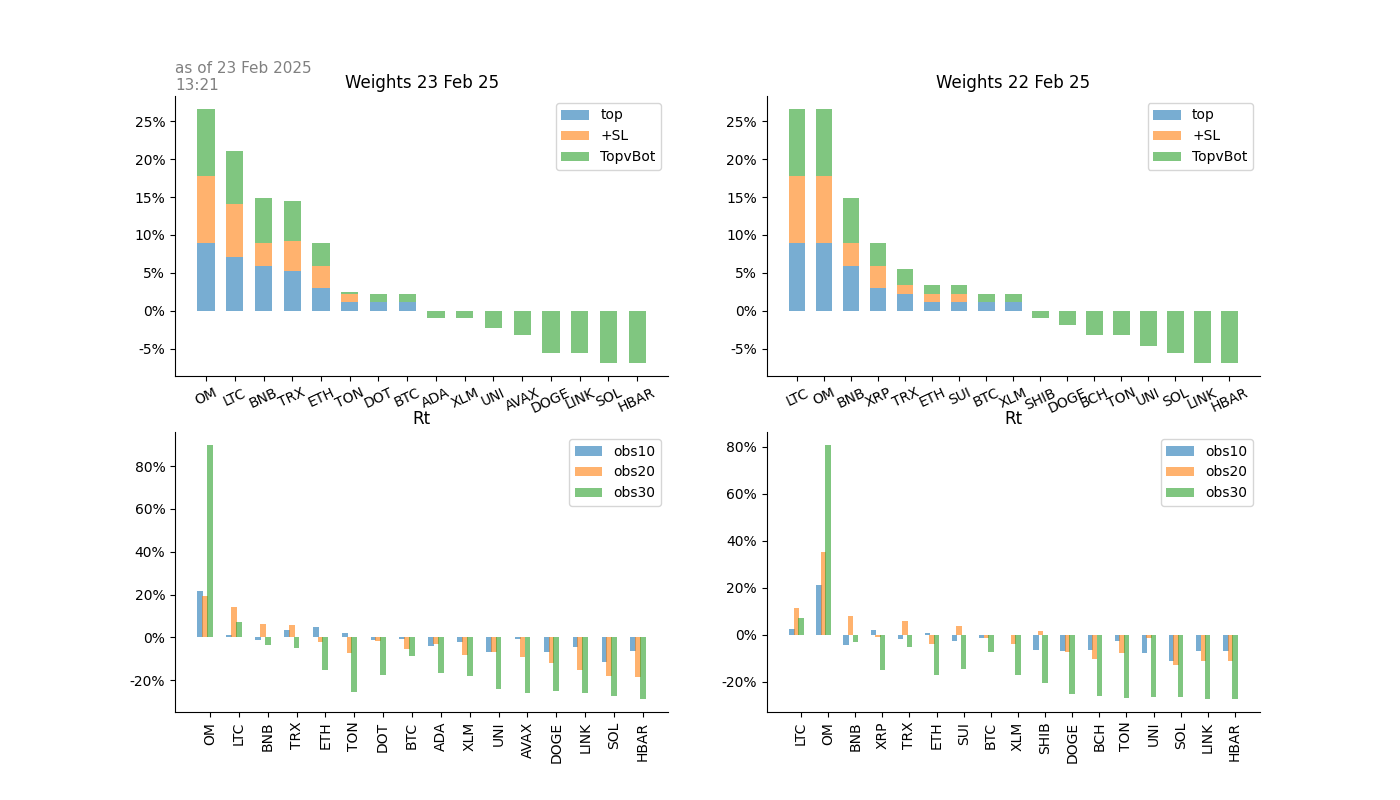 as of 23 Feb 2025
13:21
Weights 23 Feb 25
25%
20%
15%
10%
5%
0%
-5%
top
+SL
TopvBot
OM LTC BNB TRX ETH TON DOT BTC ADA XLM UNI AVAX DOGE LINK SOL HBAR
Weights 22 Feb 25
25%
20%
15%
10%
5%
0%
-5%
top
+SL
TopvBot
LTC OM BNB XRP TRX ETH SUI BTC XLM SHIB DOGE BCH TON UNI SOL LINK HBAR
Rt
80%
60%
40%
20%
0%
-20%
obs10
obs20
obs30
OM LTC BNB TRX ETH TON DOT BTC ADA XLM UNI AVAX DOGE LINK SOL HBAR
Rt
80%
60%
40%
20%
0%
-20%
obs10
obs20
obs30
LTC OM BNB XRP TRX ETH SUI BTC XLM SHIB DOGE BCH TON UNI SOL LINK HBAR